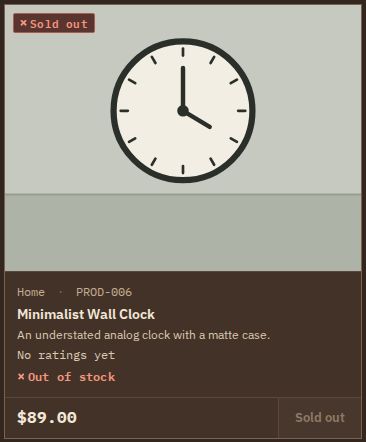 × Sold out
Home · PROD-006
Minimalist Wall Clock
An understated analog clock with a matte case.
No ratings yet
× Out of stock
$89.00
Sold out